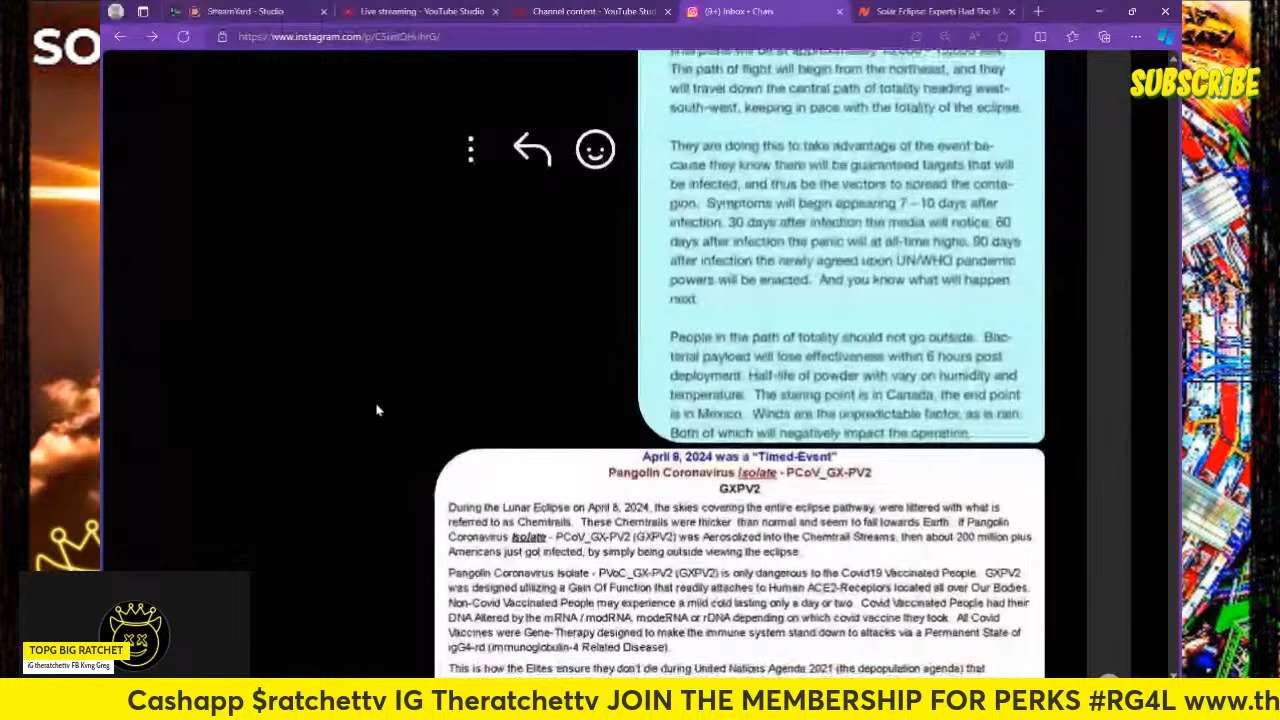 SO
StreamYard - Studio
Live streaming - YouTube Studio
Channel content - YouTube Stud
(9+) Inbox • Chats
Solar Eclipse: Experts Had The M
www.instagram.com/p/
SUBSCRIBE
The path of flight will begin from the northeast, and they
will travel down the central path of totality heading west-
south-west, keeping in pace with the totality of the eclipse.
They are doing this to take advantage of the event be-
cause they know there will be guaranteed targets that will
be infected, and thus be the vectors to spread the conta-
gion. Symptoms will begin appearing 7 – 10 days after
infection. 30 days after infection the media will notice; 60
days after infection the panic will at all-time highs. 90 days
after infection the newly agreed upon UN/WHO pandemic
powers will be enacted. And you know what will happen
next.
People in the path of totality should not go outside. Bac-
terial payload will lose effectiveness within 6 hours post
deployment. Half-life of powder with vary on humidity and
temperature. The staring point is in Canada, the end point
is in Mexico. Winds are the unpredictable factor, as is rain.
Both of which will negatively impact the operation.
April 8, 2024 was a "Timed-Event"
Pangolin Coronavirus Isolate - PCoV_GX-PV2
GXPV2
During the Lunar Eclipse on April 8, 2024, the skies covering the entire eclipse pathway, were littered with what is
referred to as Chemtrails. These Chemtrails were thicker than normal and seem to fall towards Earth. If Pangolin
Coronavirus Isolate - PCoV_GX-PV2 (GXPV2) was Aerosolized into the Chemtrail Streams, then about 200 million plus
Americans just got infected, by simply being outside viewing the eclipse.
Pangolin Coronavirus Isolate - PVoC_GX-PV2 (GXPV2) is only dangerous to the Covid19 Vaccinated People. GXPV2
was designed utilizing a Gain Of Function that readily attaches to Human ACE2-Receptors located all over Our Bodies.
Non-Covid Vaccinated People may experience a mild cold lasting only a day or two. Covid Vaccinated People had their
DNA Altered by the mRNA / modRNA, modeRNA or rDNA depending on which covid vaccine they took. All Covid
Vaccines were Gene-Therapy designed to make the immune system stand down to attacks via a Permanent State of
igG4-rd (immunoglobulin-4 Related Disease).
This is how the Elites ensure they don't die during United Nations Agenda 2021 (the depopulation agenda) that
TOPG BIG RATCHET
IG theratchettv FB Kvng Greg
Cashapp $ratchettv IG Theratchettv JOIN THE MEMBERSHIP FOR PERKS #RG4L www.th